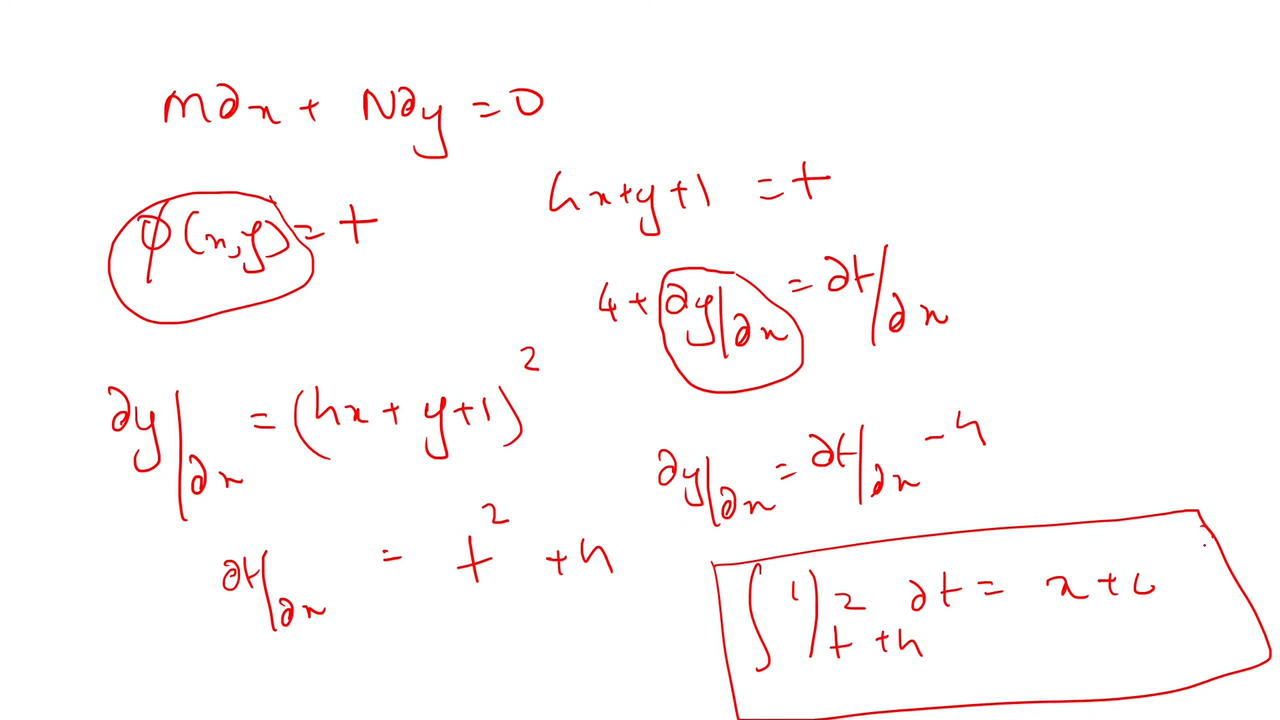 M∂x + N∂y = 0
φ(x,y) = t
4x+y+1 = t
4 + ∂y/∂x = ∂t/∂x
∂y/∂x = (4x + y+1)²
∂y/∂x = ∂t/∂x - 4
∂t/∂x = t² + 4
∫ 1/t²+4 ∂t = x + c